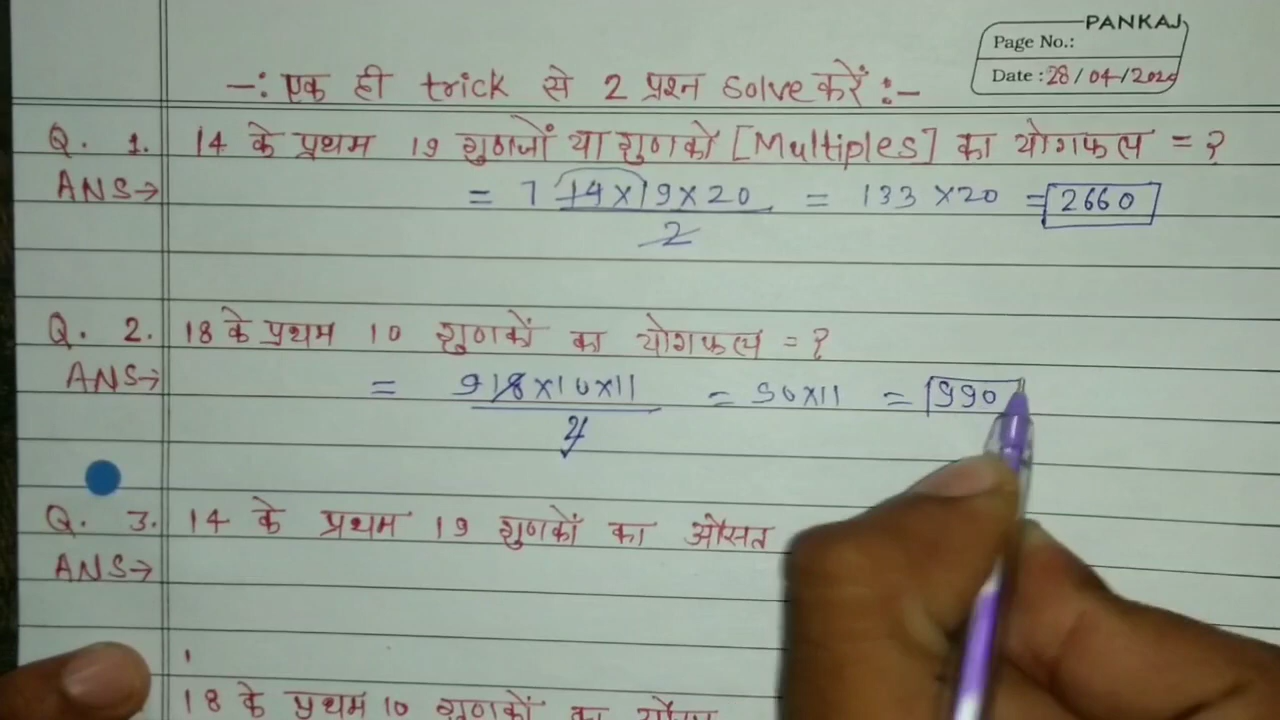 PANKAJ
Page No.:
Date : 28/04/2020
-: एक ही trick से 2 प्रश्न solve करें :-
Q. 1. 14 के प्रथम 19 गुणजों या गुणकों [Multiples] का योगफल = ?
ANS→ = 7 14×19×20 = 133 ×20 = 2660
2
Q. 2. 18 के प्रथम 10 गुणकों का योगफल = ?
ANS→ = 9 18×10×11 = 90×11 = 990
2
Q. 3. 14 के प्रथम 19 गुणकों का औसत
ANS→
18 के प्रथम 10 गुणकों का औसत